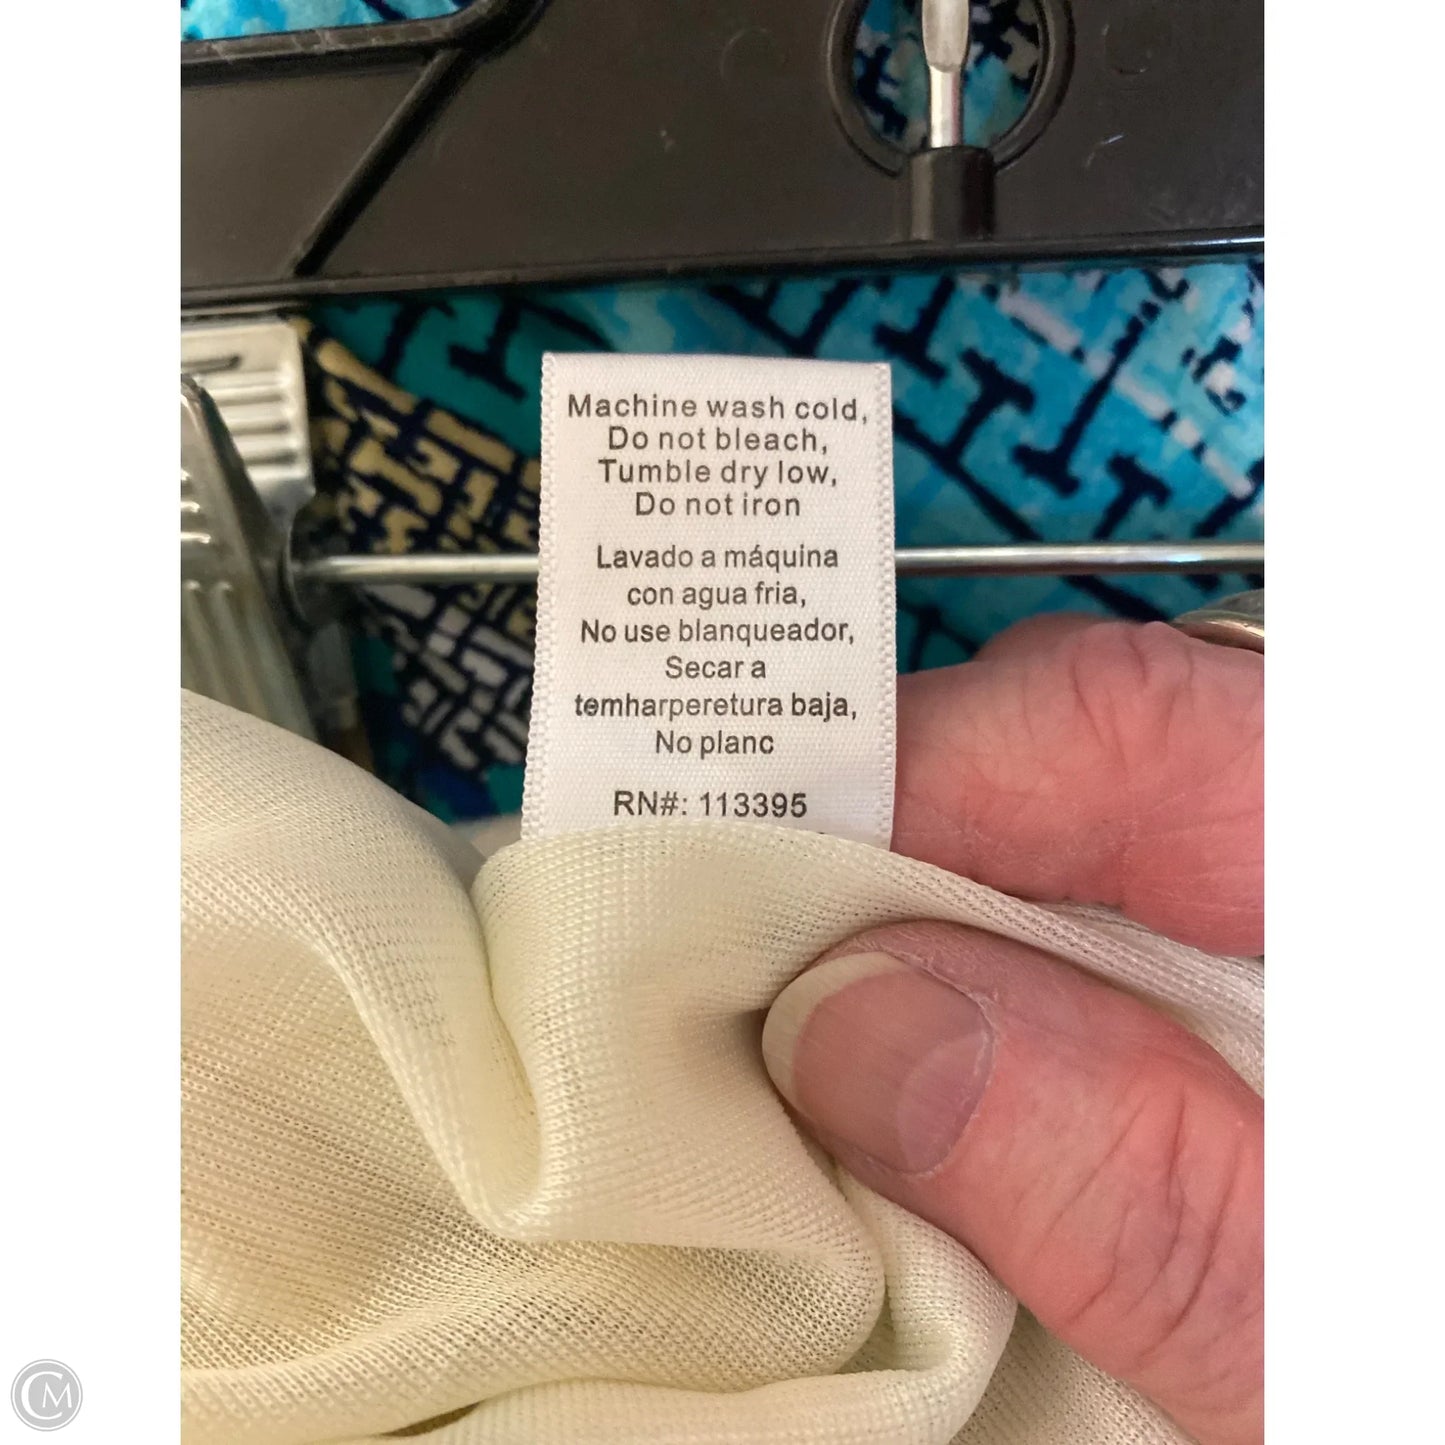 Machine wash cold,
Do not bleach,
Tumble dry low,
Do not iron
Lavado a máquina
con agua fria,
No use blanqueador,
Secar a
temharperetura baja,
No planc
RN#: 113395
CM